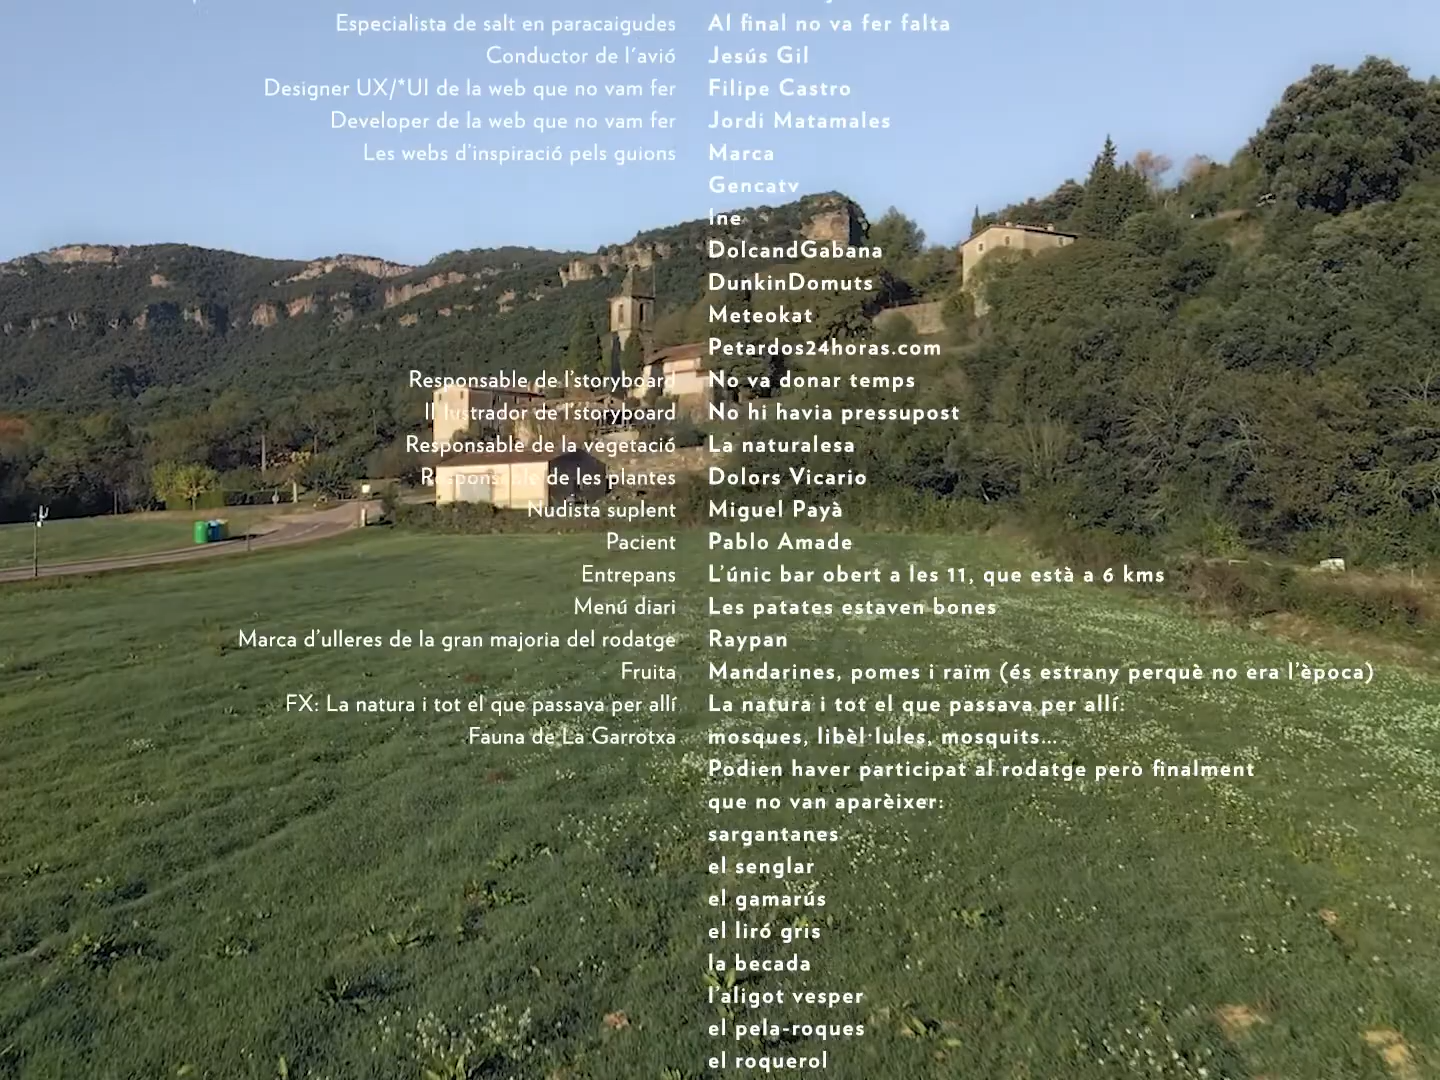 Especialista de salt en paracaigudes Al final no va fer falta
Conductor de l'avió Jesús Gil
Designer UX/*UI de la web que no vam fer Filipe Castro
Developer de la web que no vam fer Jordi Matamales
Les webs d'inspiració pels guions Marca
Gencatv
Ine
DolcandGabana
DunkinDomuts
Meteokat
Petardos24horas.com
Responsable de l'storyboard No va donar temps
Il·lustrador de l'storyboard No hi havia pressupost
Responsable de la vegetació La naturalesa
Responsable de les plantes Dolors Vicario
Nudista suplent Miguel Payà
Pacient Pablo Amade
Entrepans L'únic bar obert a les 11, que està a 6 kms
Menú diari Les patates estaven bones
Marca d'ulleres de la gran majoria del rodatge Raypan
Fruita Mandarines, pomes i raïm (és estrany perquè no era l'època)
FX: La natura i tot el que passava per allí La natura i tot el que passava per allí:
Fauna de La Garrotxa mosques, libèl·lules, mosquits...
Podien haver participat al rodatge però finalment
que no van aparèixer:
sargantanes
el senglar
el gamarús
el liró gris
la becada
l'aligot vesper
el pela-roques
el roquerol